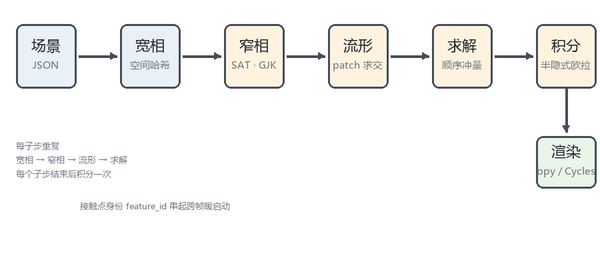 场景
JSON
宽相
空间哈希
窄相
SAT · GJK
流形
patch 求交
求解
顺序冲量
积分
半隐式欧拉
渲染
bpy / Cycles
每子步重复
宽相 → 窄相 → 流形 → 求解
每个子步结束后积分一次
接触点身份 feature_id 串起跨帧暖启动